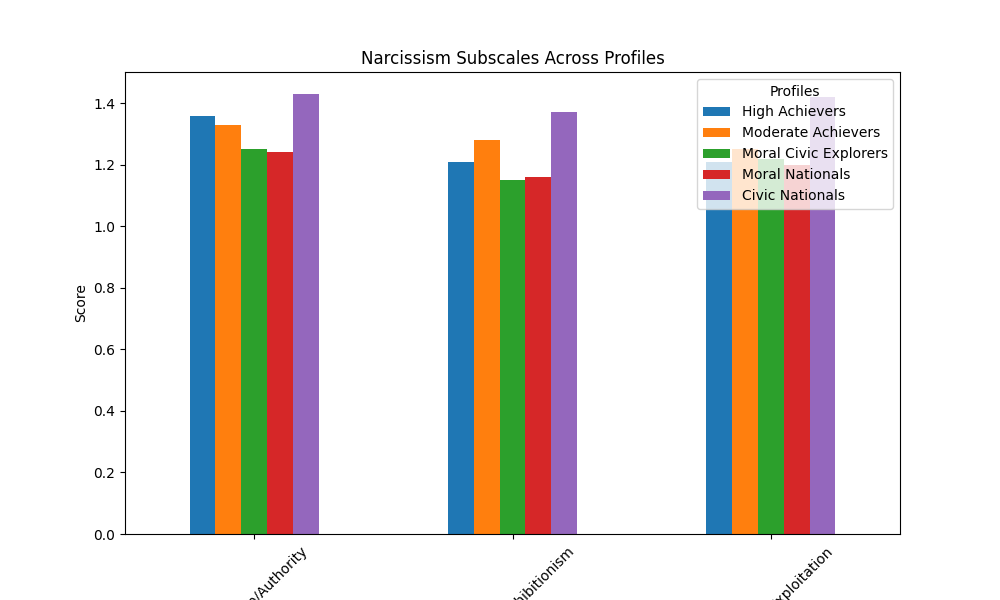 Narcissism Subscales Across Profiles
Profiles
High Achievers
Moderate Achievers
Moral Civic Explorers
Moral Nationals
Civic Nationals
Score
1.4
1.2
1.0
0.8
0.6
0.4
0.2
0.0
/Authority
hibitionism
xploitation